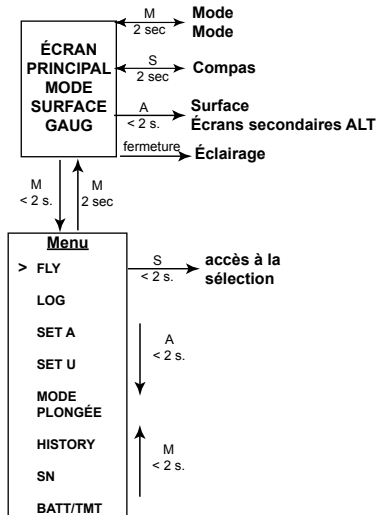 ÉCRAN
PRINCIPAL
MODE
SURFACE
GAUG
M
2 sec
Mode
Mode
S
2 sec
Compas
A
< 2 s.
Surface
Écrans secondaires ALT
fermeture
Éclairage
M
< 2 s.
M
2 sec
Menu
> FLY
S
< 2 s.
accès à la
sélection
LOG
SET A
SET U
MODE
PLONGÉE
HISTORY
SN
BATT/TMT
A
< 2 s.
M
< 2 s.